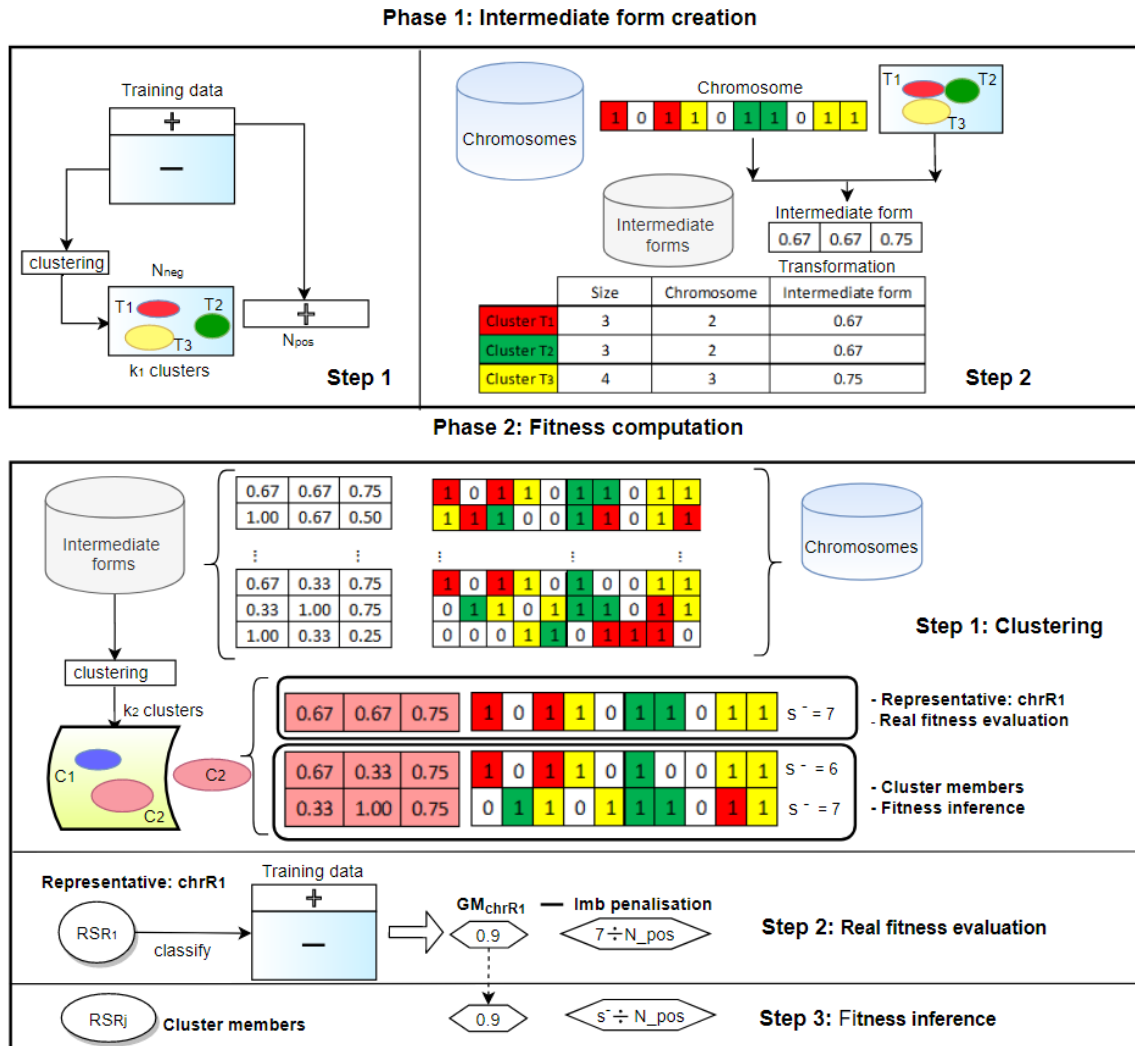 Phase 1: Intermediate form creation
Training data
+
−
clustering
Nneg
T1
T2
T3
k1 clusters
+
Npos
Step 1
Chromosomes
Chromosome
1 0 1 1 0 1 1 0 1 1
T1
T2
T3
Intermediate forms
Intermediate form
0.67 0.67 0.75
Transformation
Size Chromosome Intermediate form
Cluster T1 3 2 0.67
Cluster T2 3 2 0.67
Cluster T3 4 3 0.75
Step 2
Phase 2: Fitness computation
Intermediate
forms
0.67 0.67 0.75
1.00 0.67 0.50
⋮ ⋮
0.67 0.33 0.75
0.33 1.00 0.75
1.00 0.33 0.25
1 0 1 1 0 1 1 0 1 1
1 1 1 0 0 1 1 0 1 1
⋮ ⋮ ⋮
1 0 1 1 0 1 0 0 1 1
0 1 1 0 1 1 1 0 1 1
0 0 0 1 1 0 1 1 1 0
Chromosomes
Step 1: Clustering
clustering
k2 clusters
C1
C2
C2
0.67 0.67 0.75 1 0 1 1 0 1 1 0 1 1 s⁻ = 7
- Representative: chrR1
- Real fitness evaluation
0.67 0.33 0.75 1 0 1 1 0 1 0 0 1 1 s⁻ = 6
0.33 1.00 0.75 0 1 1 0 1 1 1 0 1 1 s⁻ = 7
- Cluster members
- Fitness inference
Representative: chrR1
RSR1
classify
Training data
+
−
GMchrR1 — Imb penalisation
0.9 7 ÷ N_pos
Step 2: Real fitness evaluation
RSRj
Cluster members
0.9 s⁻ ÷ N_pos
Step 3: Fitness inference